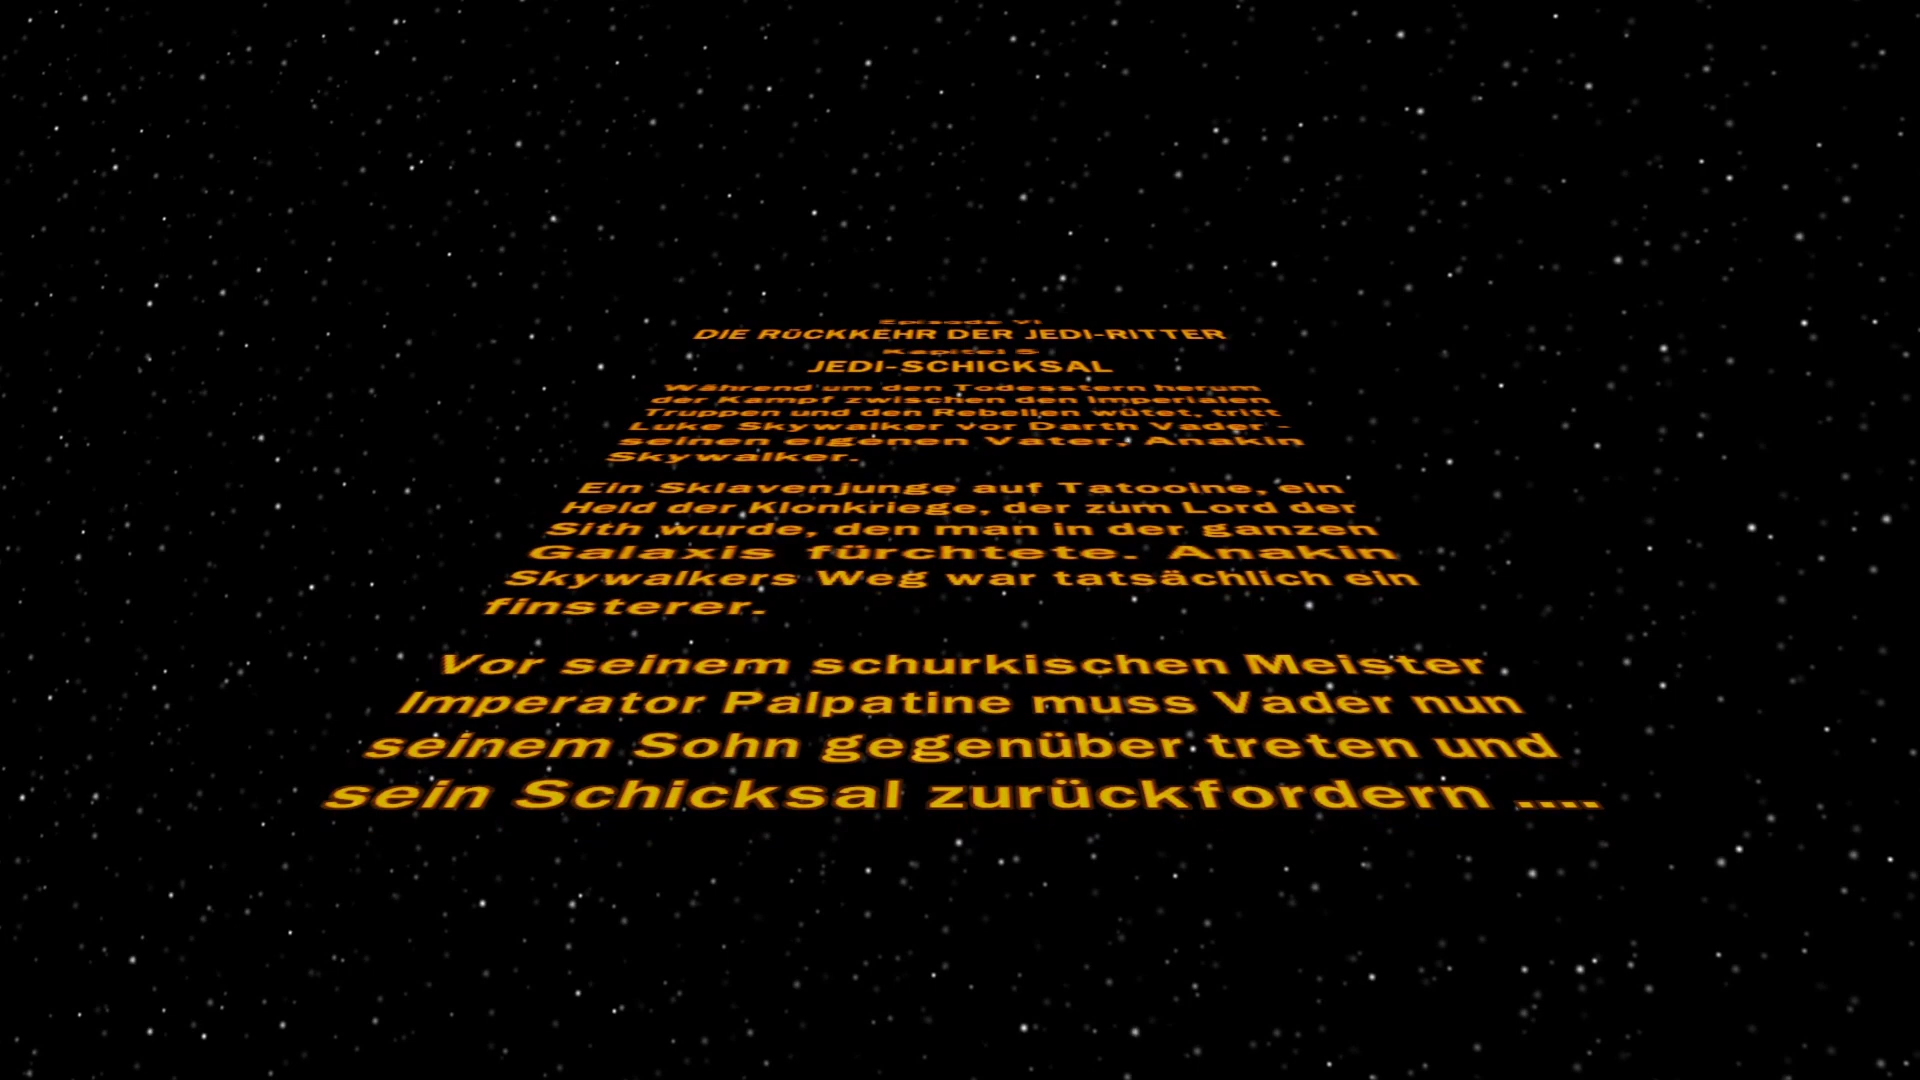 Episode VI
DIE RüCKKEHR DER JEDI-RITTER
Kapitel 5
JEDI-SCHICKSAL
Während um den Todesstern herum
der Kampf zwischen den Imperialen
Truppen und den Rebellen wütet, tritt
Luke Skywalker vor Darth Vader -
seinen eigenen Vater, Anakin
Skywalker.
Ein Sklavenjunge auf Tatooine, ein
Held der Klonkriege, der zum Lord der
Sith wurde, den man in der ganzen
Galaxis fürchtete. Anakin
Skywalkers Weg war tatsächlich ein
finsterer.
Vor seinem schurkischen Meister
Imperator Palpatine muss Vader nun
seinem Sohn gegenüber treten und
sein Schicksal zurückfordern ....